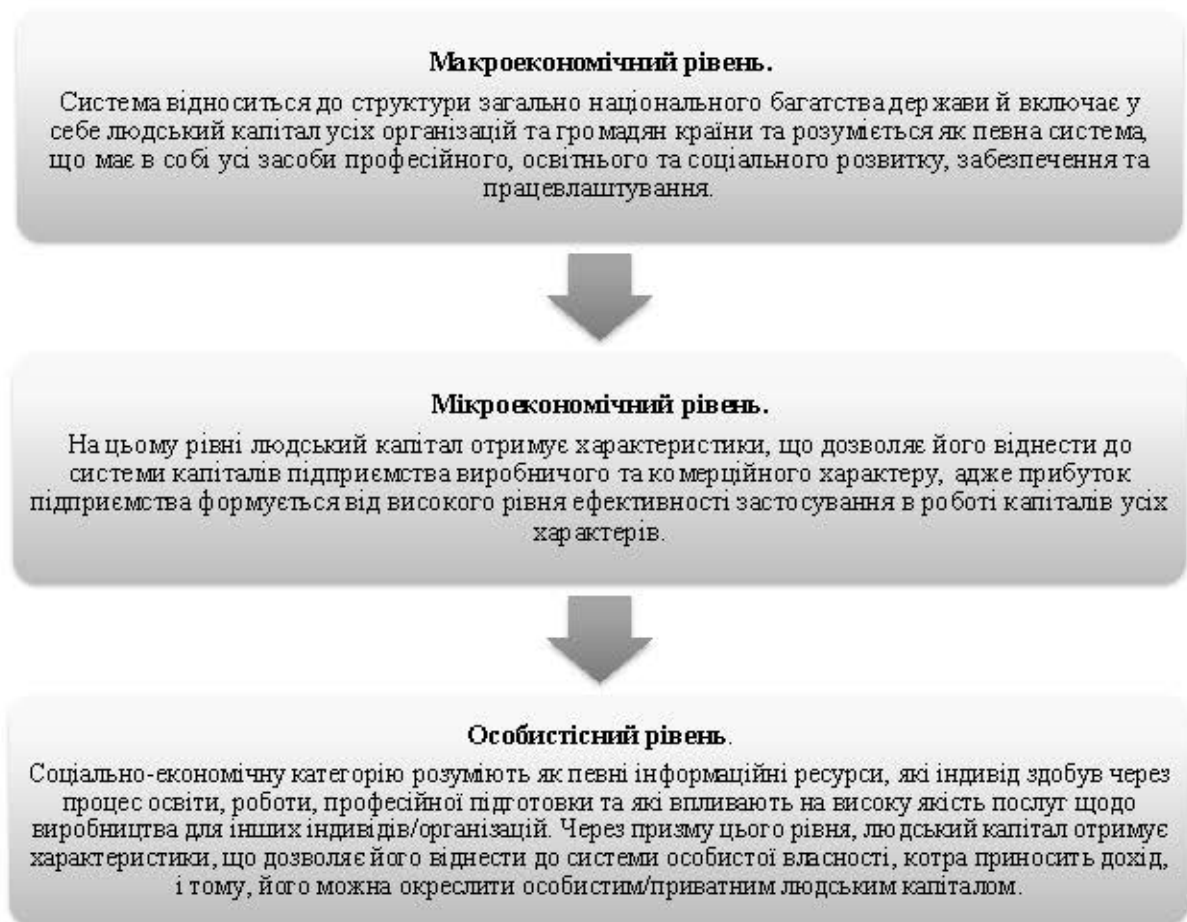 Макроекономічний рівень.
Система відноситься до структури загально національного багатства держави й включає у
себе людський капітал усіх організацій та громадян країни та розуміється як певна система,
що має в собі усі засоби професійного, освітнього та соціального розвитку, забезпечення та
працевлаштування.
Мікроекономічний рівень.
На цьому рівні людський капітал отримує характеристики, що дозволяє його віднести до
системи капіталів підприємства виробничого та комерційного характеру, адже прибуток
підприємства формується від високого рівня ефективності застосування в роботі капіталів усіх
характерів.
Особистісний рівень.
Соціально-економічну категорію розуміють як певні інформаційні ресурси, які індивід здобув через
процес освіти, роботи, професійної підготовки та які впливають на високу якість послуг щодо
виробництва для інших індивідів/організацій. Через призму цього рівня, людський капітал отримує
характеристики, що дозволяє його віднести до системи особистої власності, котра приносить дохід,
і тому, його можна окреслити особистим/приватним людським капіталом.